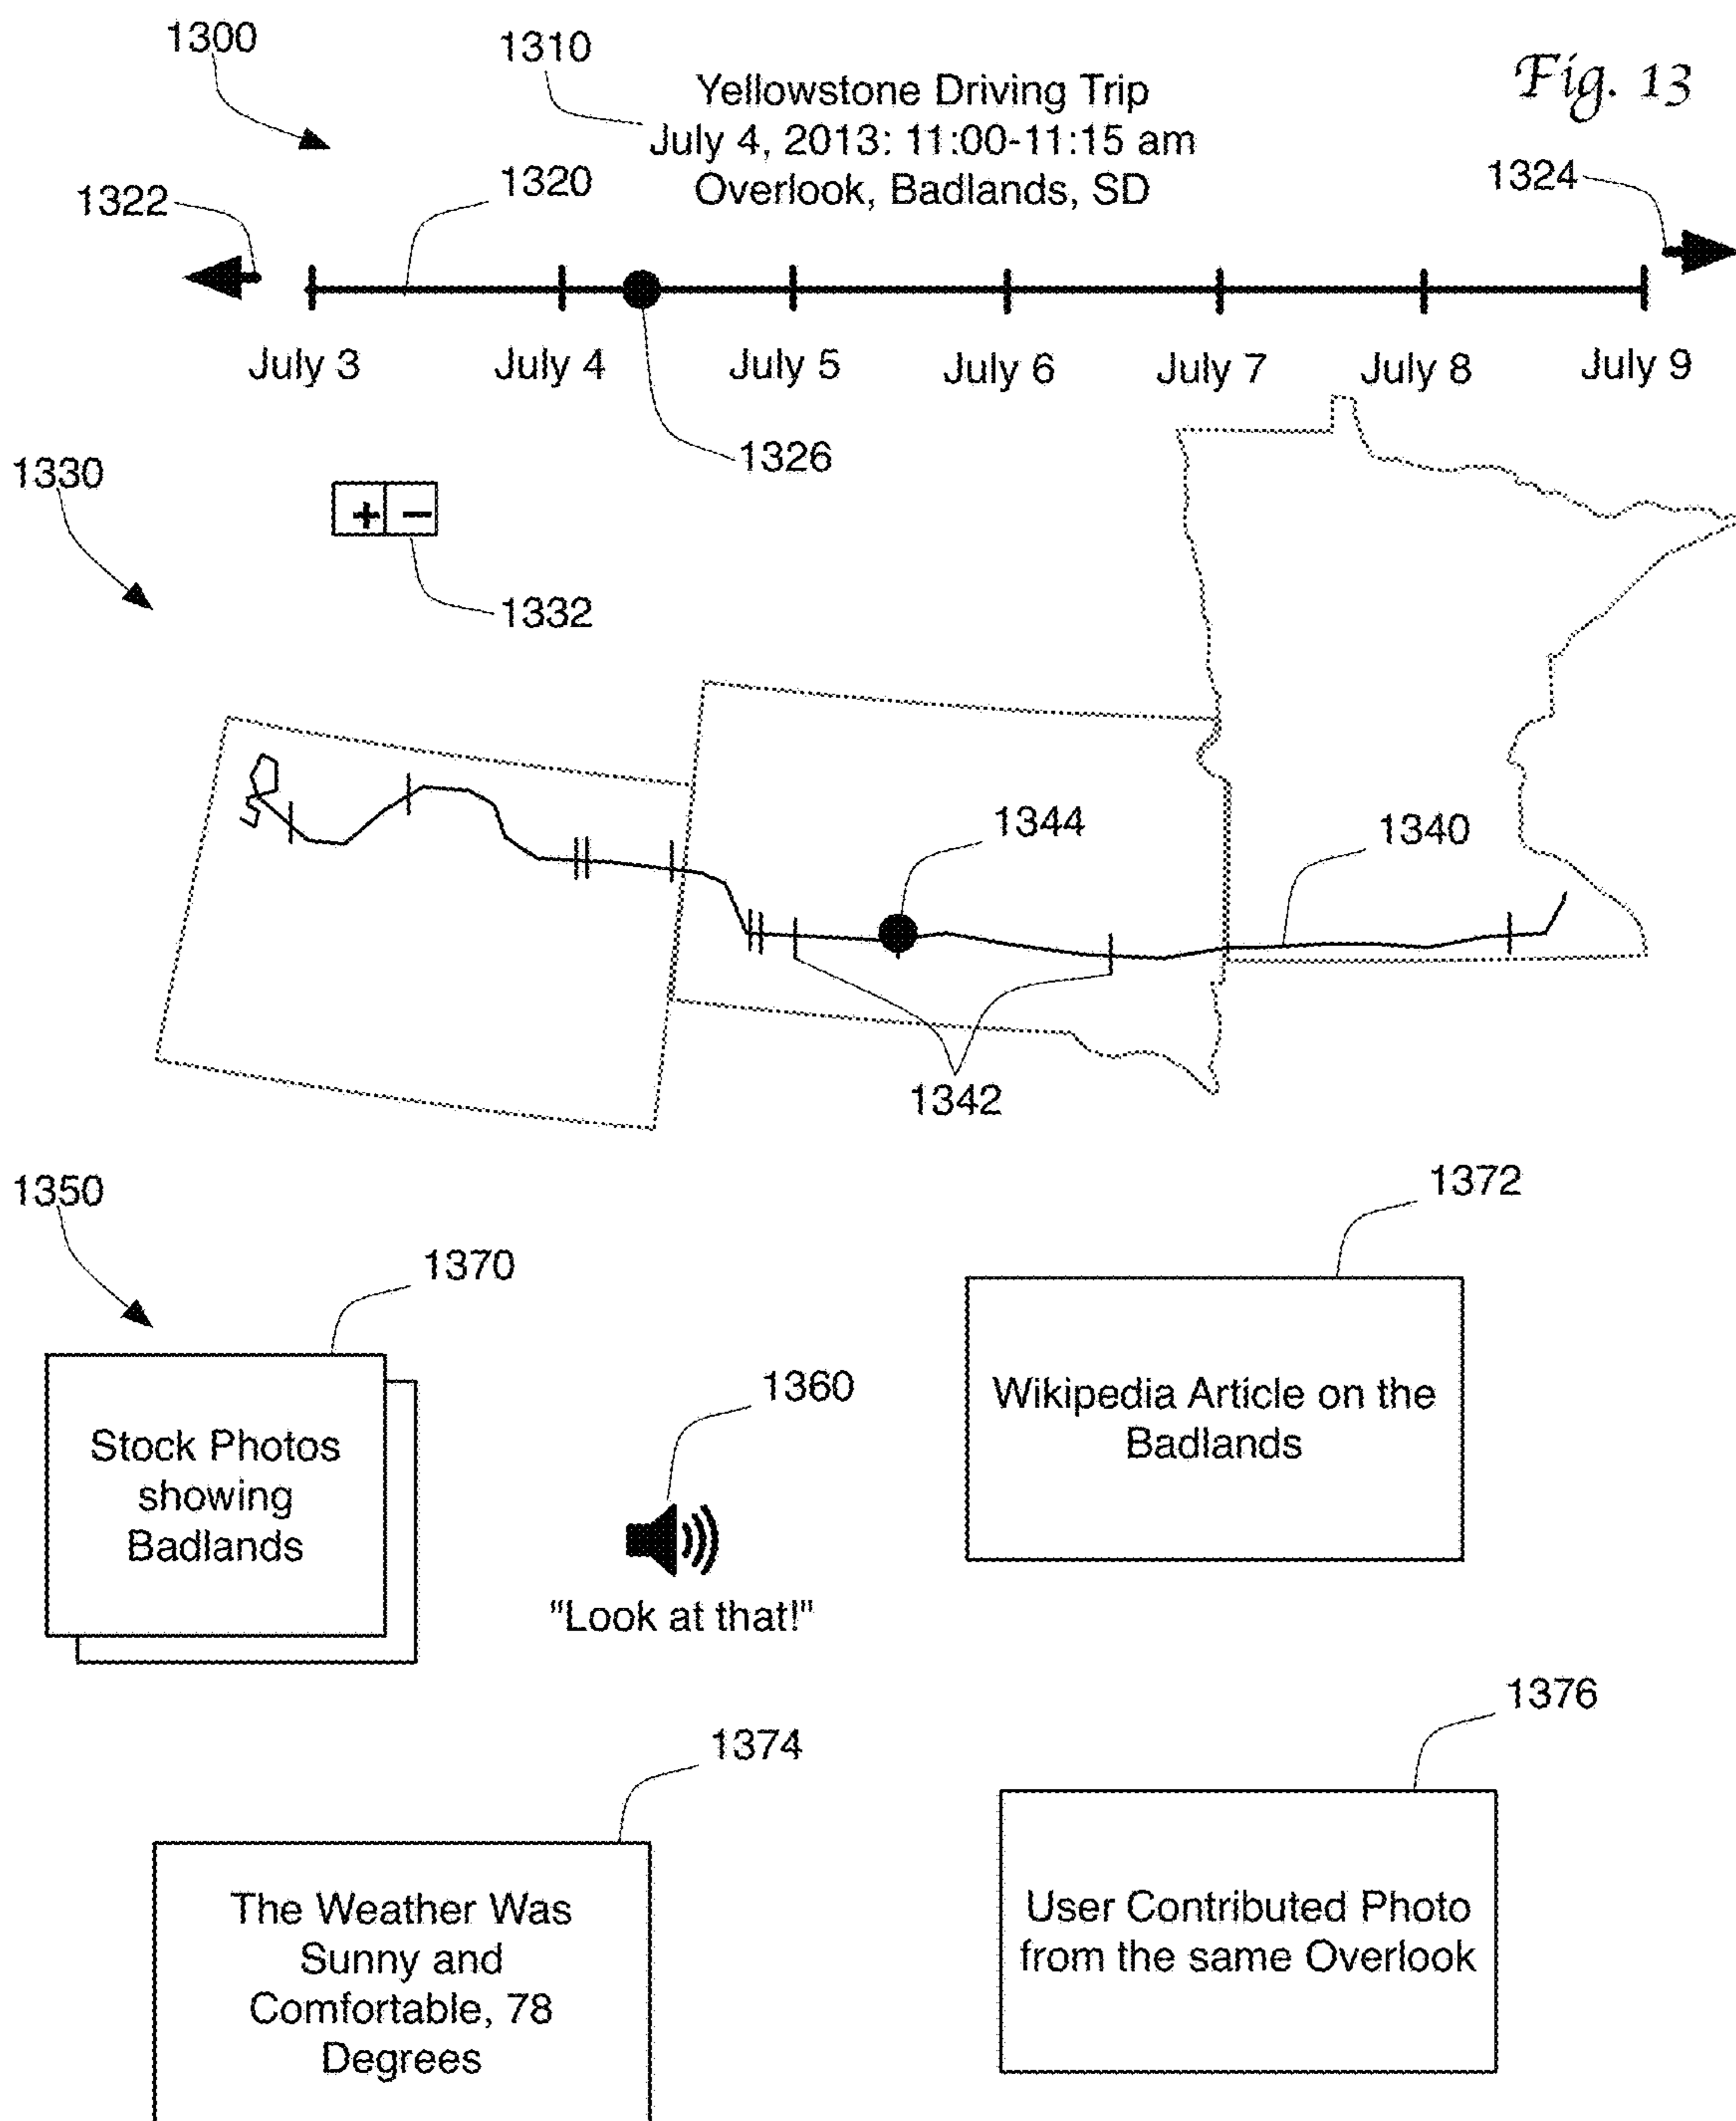 1300
1310
Fig. 13
Yellowstone Driving Trip
July 4, 2013: 11:00-11:15 am
Overlook, Badlands, SD
1320
1322
1324
July 3
July 4
July 5
July 6
July 7
July 8
July 9
1326
1330
+ −
1332
1344
1340
1342
1350
1370
1372
Stock Photos
showing
Badlands
1360
"Look at that!"
Wikipedia Article on the
Badlands
1374
1376
The Weather Was
Sunny and
Comfortable, 78
Degrees
User Contributed Photo
from the same Overlook